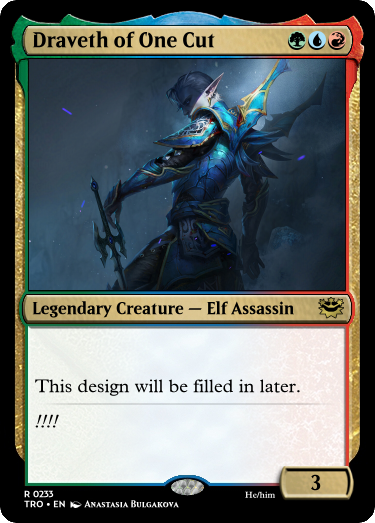 Draveth of One Cut
Legendary Creature — Elf Assassin
This design will be filled in later.
!!!!
3
R 0233
TRO • EN Anastasia Bulgakova
He/him